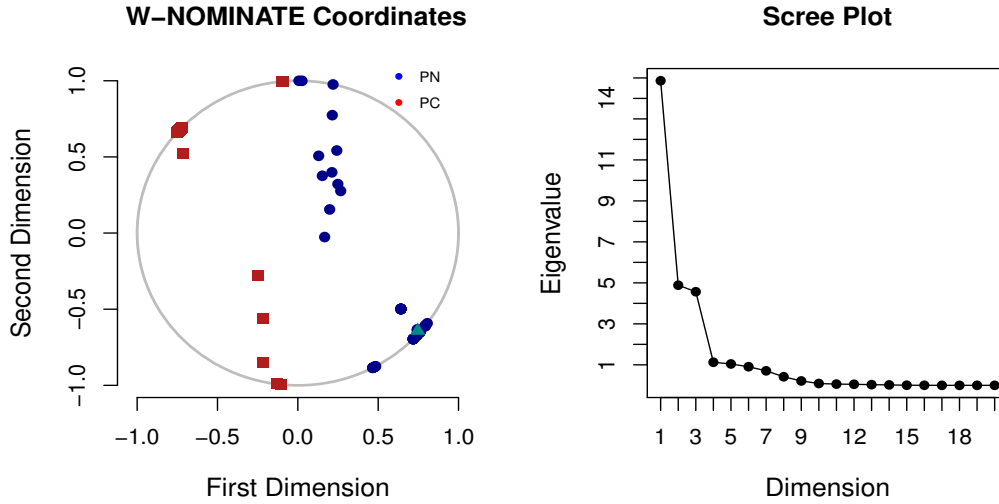 W−NOMINATE Coordinates
Second Dimension
1.0
0.5
0.0
−0.5
−1.0
PN
PC
−1.0 −0.5 0.0 0.5 1.0
First Dimension
Scree Plot
Eigenvalue
14
11
9
7
5
3
1
1 3 5 7 9 12 15 18
Dimension